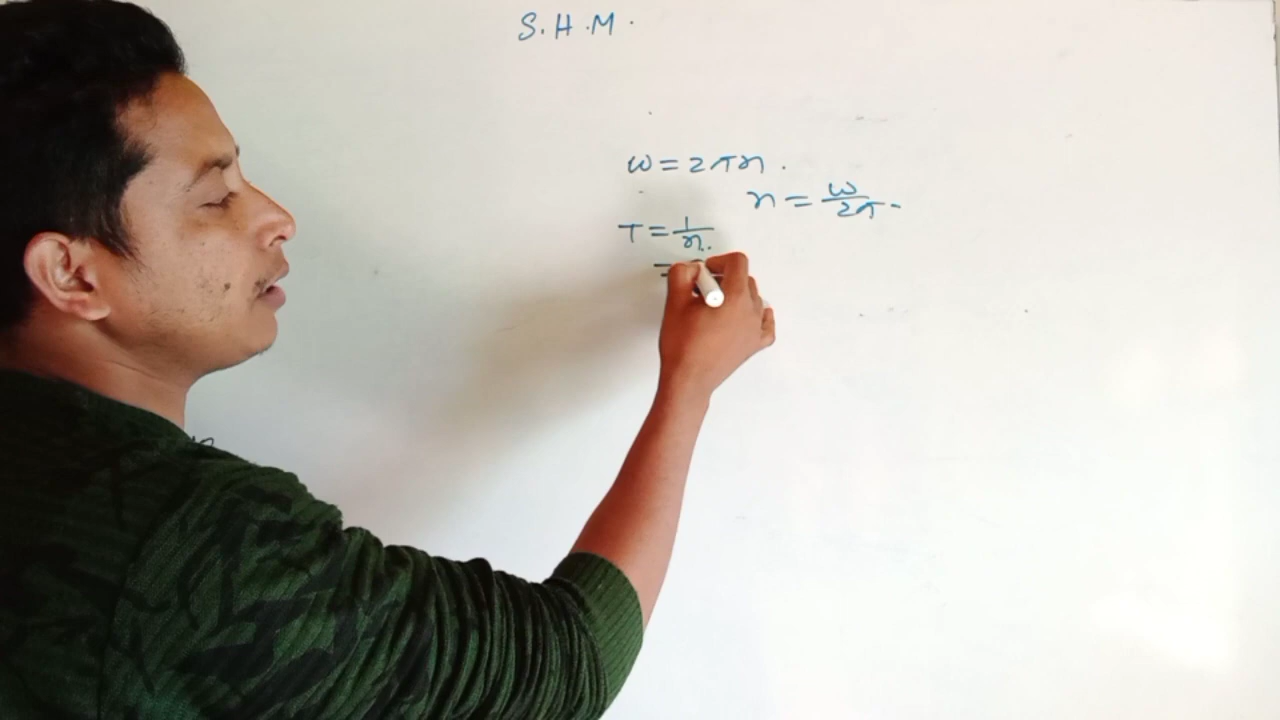 S.H.M.
ω = 2πn.
n = ω/2π.
T = 1/n.
=